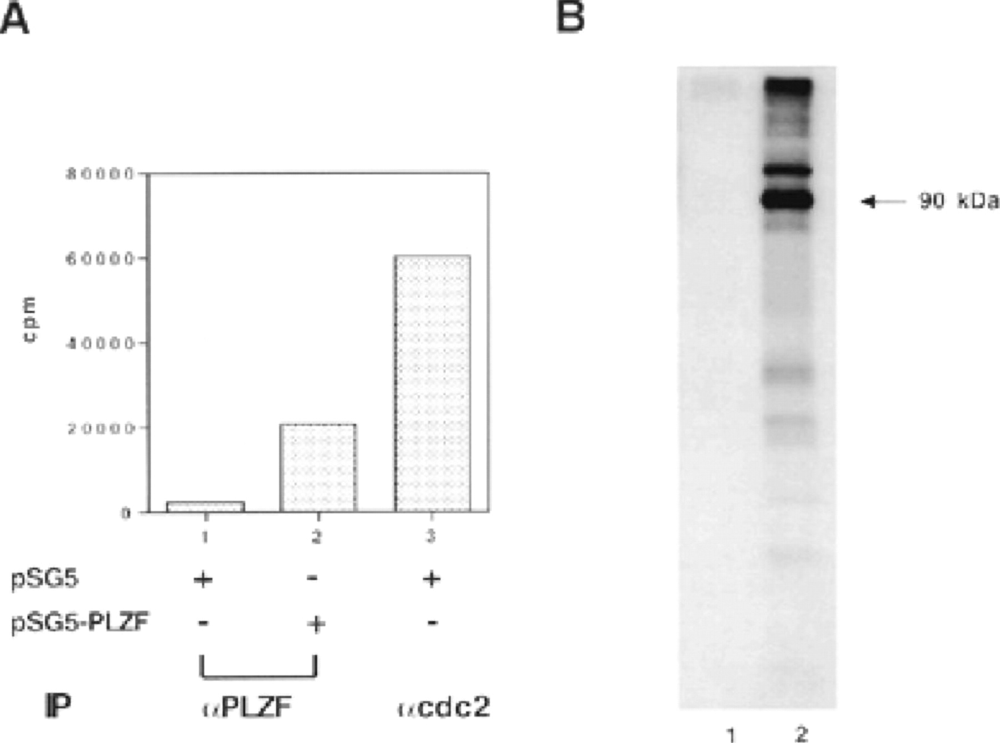 A
B
80000
60000
40000
20000
0
cpm
1 2 3
pSG5 + - +
pSG5-PLZF - + -
IP αPLZF αcdc2
90 kDa
1 2